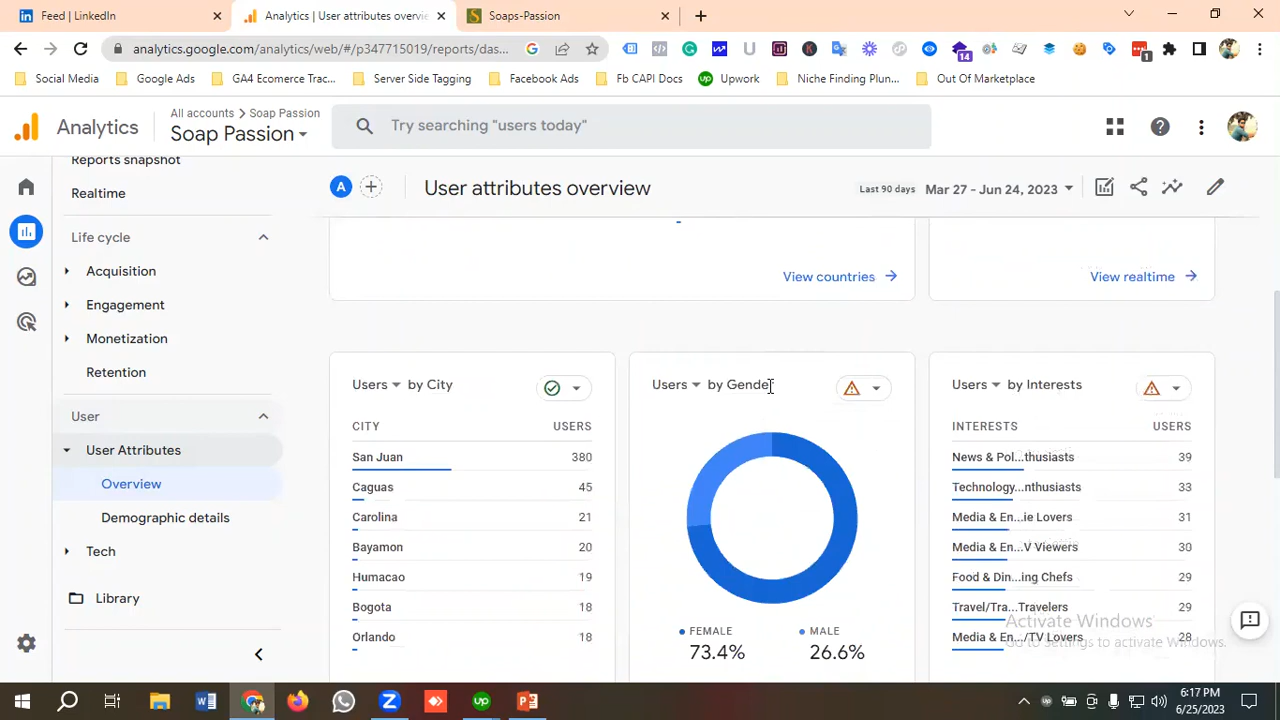 Feed | LinkedIn
Analytics | User attributes overvie
Soaps-Passion
analytics.google.com/analytics/web/#/p347715019/reports/das...
14
1
Social Media
Google Ads
GA4 Ecomerce Trac...
Server Side Tagging
Facebook Ads
Fb CAPI Docs
Upwork
Niche Finding Plun...
Out Of Marketplace
Analytics
All accounts > Soap Passion
Soap Passion
Try searching "users today"
Reports snapshot
Realtime
Life cycle
Acquisition
Engagement
Monetization
Retention
User
User Attributes
Overview
Demographic details
Tech
Library
A
User attributes overview
Last 90 days
Mar 27 - Jun 24, 2023
View countries
View realtime
Users by City
CITY USERS
San Juan 380
Caguas 45
Carolina 21
Bayamon 20
Humacao 19
Bogota 18
Orlando 18
Users by Gender
FEMALE MALE
73.4% 26.6%
Users by Interests
INTERESTS USERS
News & Pol...thusiasts 39
Technology...nthusiasts 33
Media & En...ie Lovers 31
Media & En...V Viewers 30
Food & Din...ing Chefs 29
Travel/Tra...Travelers 29
Media & En.../TV Lovers 28
Activate Windows
Go to Settings to activate Windows.
6:17 PM
6/25/2023